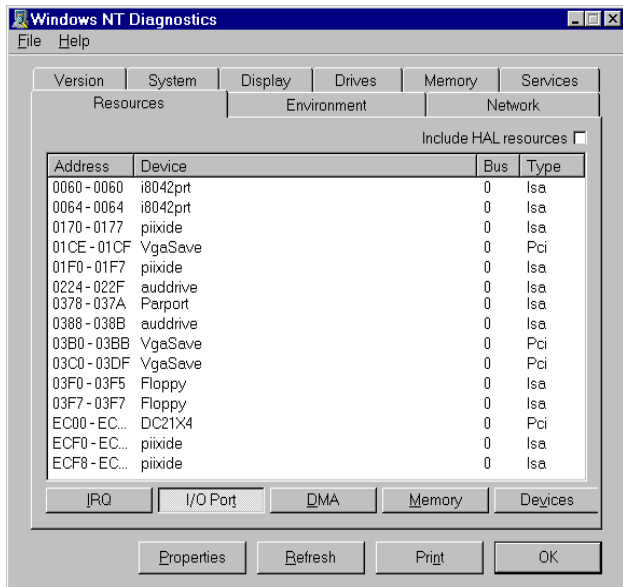 Windows NT Diagnostics
File Help
Version System Display Drives Memory Services
Resources Environment Network
Include HAL resources
Address Device Bus Type
0060 - 0060 i8042prt 0 Isa
0064 - 0064 i8042prt 0 Isa
0170 - 0177 piixide 0 Isa
01CE - 01CF VgaSave 0 Pci
01F0 - 01F7 piixide 0 Isa
0224 - 022F auddrive 0 Isa
0378 - 037A Parport 0 Isa
0388 - 038B auddrive 0 Isa
03B0 - 03BB VgaSave 0 Pci
03C0 - 03DF VgaSave 0 Pci
03F0 - 03F5 Floppy 0 Isa
03F7 - 03F7 Floppy 0 Isa
EC00 - EC... DC21X4 0 Pci
ECF0 - EC... piixide 0 Isa
ECF8 - EC... piixide 0 Isa
IRQ I/O Port DMA Memory Devices
Properties Refresh Print OK